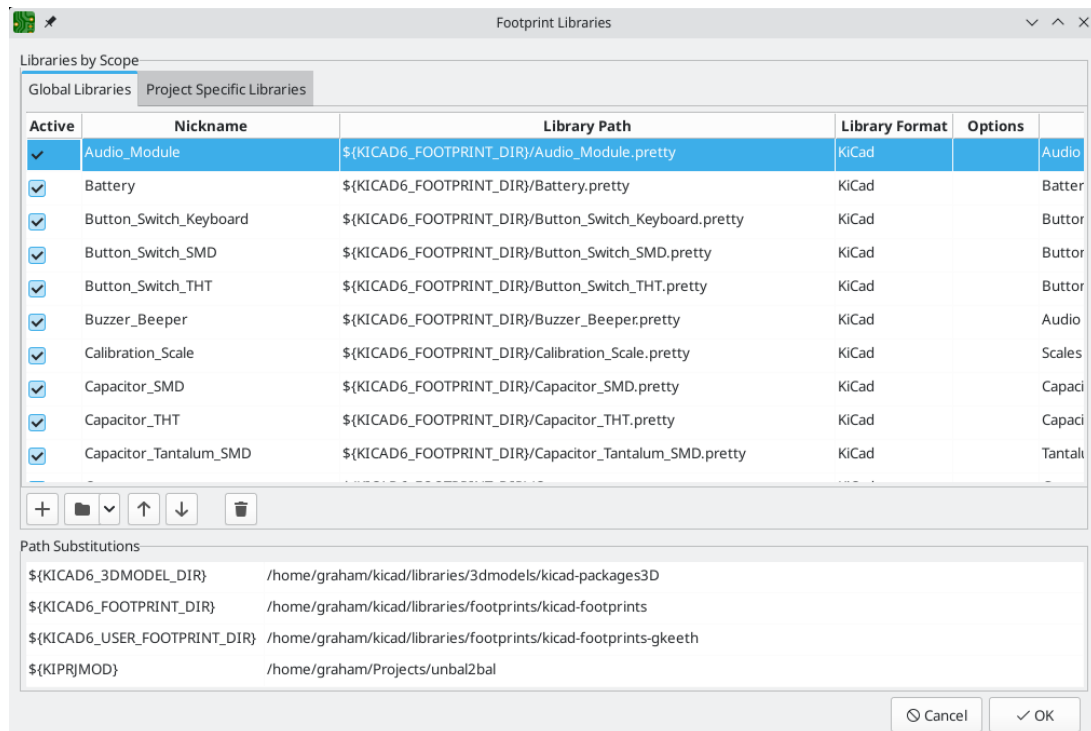 Footprint Libraries
Libraries by Scope
Global Libraries Project Specific Libraries
Active Nickname Library Path Library Format Options
Audio_Module ${KICAD6_FOOTPRINT_DIR}/Audio_Module.pretty KiCad Audio
Battery ${KICAD6_FOOTPRINT_DIR}/Battery.pretty KiCad Batter
Button_Switch_Keyboard ${KICAD6_FOOTPRINT_DIR}/Button_Switch_Keyboard.pretty KiCad Button
Button_Switch_SMD ${KICAD6_FOOTPRINT_DIR}/Button_Switch_SMD.pretty KiCad Button
Button_Switch_THT ${KICAD6_FOOTPRINT_DIR}/Button_Switch_THT.pretty KiCad Button
Buzzer_Beeper ${KICAD6_FOOTPRINT_DIR}/Buzzer_Beeper.pretty KiCad Audio
Calibration_Scale ${KICAD6_FOOTPRINT_DIR}/Calibration_Scale.pretty KiCad Scales
Capacitor_SMD ${KICAD6_FOOTPRINT_DIR}/Capacitor_SMD.pretty KiCad Capaci
Capacitor_THT ${KICAD6_FOOTPRINT_DIR}/Capacitor_THT.pretty KiCad Capaci
Capacitor_Tantalum_SMD ${KICAD6_FOOTPRINT_DIR}/Capacitor_Tantalum_SMD.pretty KiCad Tantalu
Path Substitutions
${KICAD6_3DMODEL_DIR} /home/graham/kicad/libraries/3dmodels/kicad-packages3D
${KICAD6_FOOTPRINT_DIR} /home/graham/kicad/libraries/footprints/kicad-footprints
${KICAD6_USER_FOOTPRINT_DIR} /home/graham/kicad/libraries/footprints/kicad-footprints-gkeeth
${KIPRJMOD} /home/graham/Projects/unbal2bal
Cancel OK